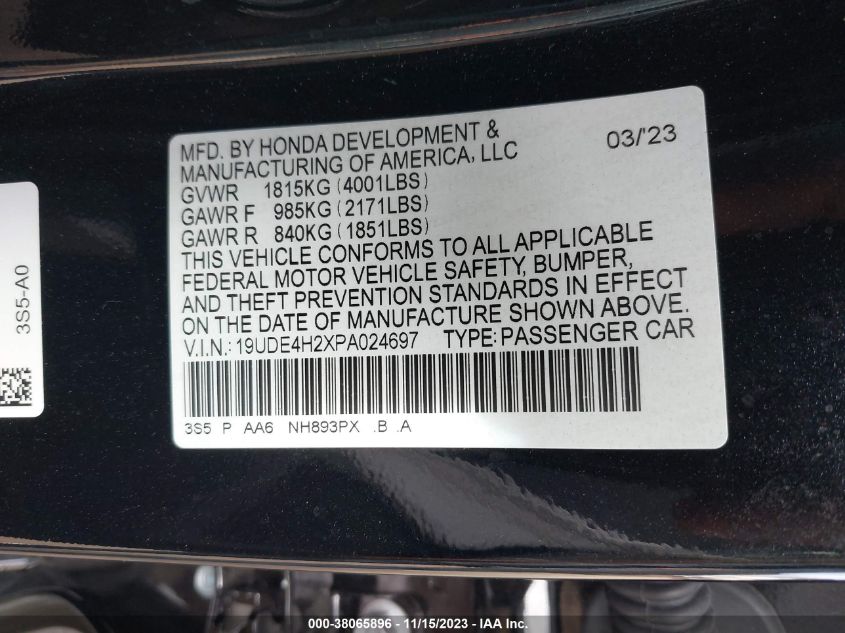 MFD. BY HONDA DEVELOPMENT & 03/'23
MANUFACTURING OF AMERICA, LLC
GVWR 1815KG (4001LBS)
GAWR F 985KG (2171LBS)
GAWR R 840KG (1851LBS)
THIS VEHICLE CONFORMS TO ALL APPLICABLE
FEDERAL MOTOR VEHICLE SAFETY, BUMPER,
AND THEFT PREVENTION STANDARDS IN EFFECT
ON THE DATE OF MANUFACTURE SHOWN ABOVE.
V.I.N.: 19UDE4H2XPA024697 TYPE: PASSENGER CAR
3S5 P AA6 NH893PX .B .A
3S5-A0
000-38065896 - 11/15/2023 - IAA Inc.